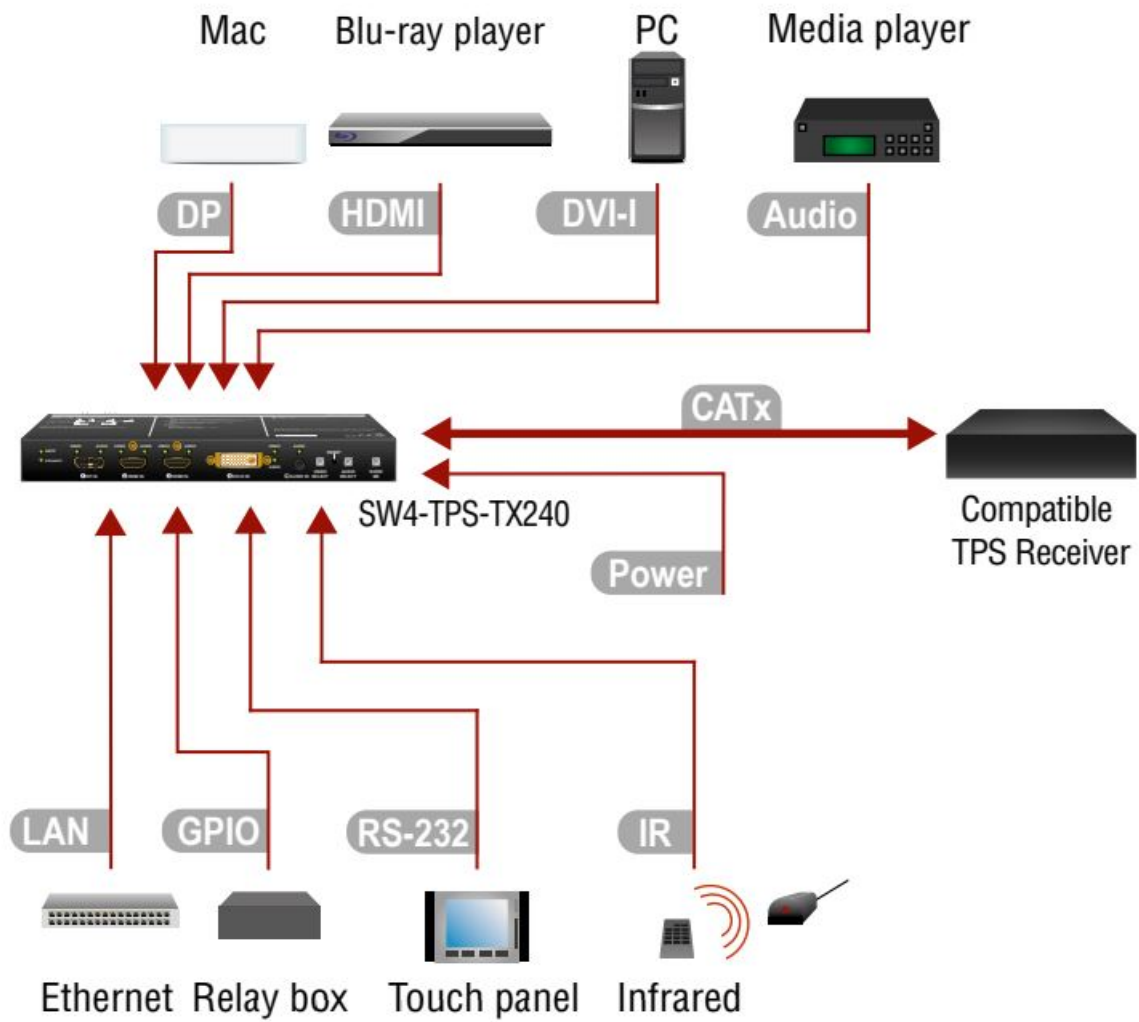 Mac
Blu-ray player
PC
Media player
DP
HDMI
DVI-I
Audio
CATx
SW4-TPS-TX240
Compatible
TPS Receiver
Power
LAN
GPIO
RS-232
IR
Ethernet
Relay box
Touch panel
Infrared